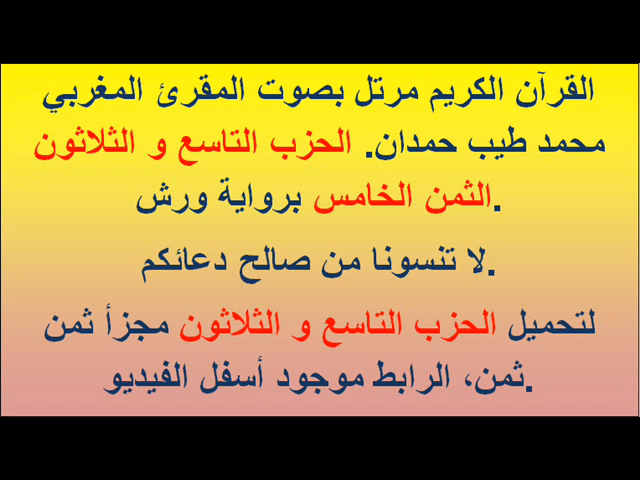 القرآن الكريم مرتل بصوت المقرئ المغربي
محمد طيب حمدان. الحزب التاسع و الثلاثون
الثمن الخامس برواية ورش.
لا تنسونا من صالح دعائكم.
لتحميل الحزب التاسع و الثلاثون مجزأ ثمن
ثمن، الرابط موجود أسفل الفيديو.